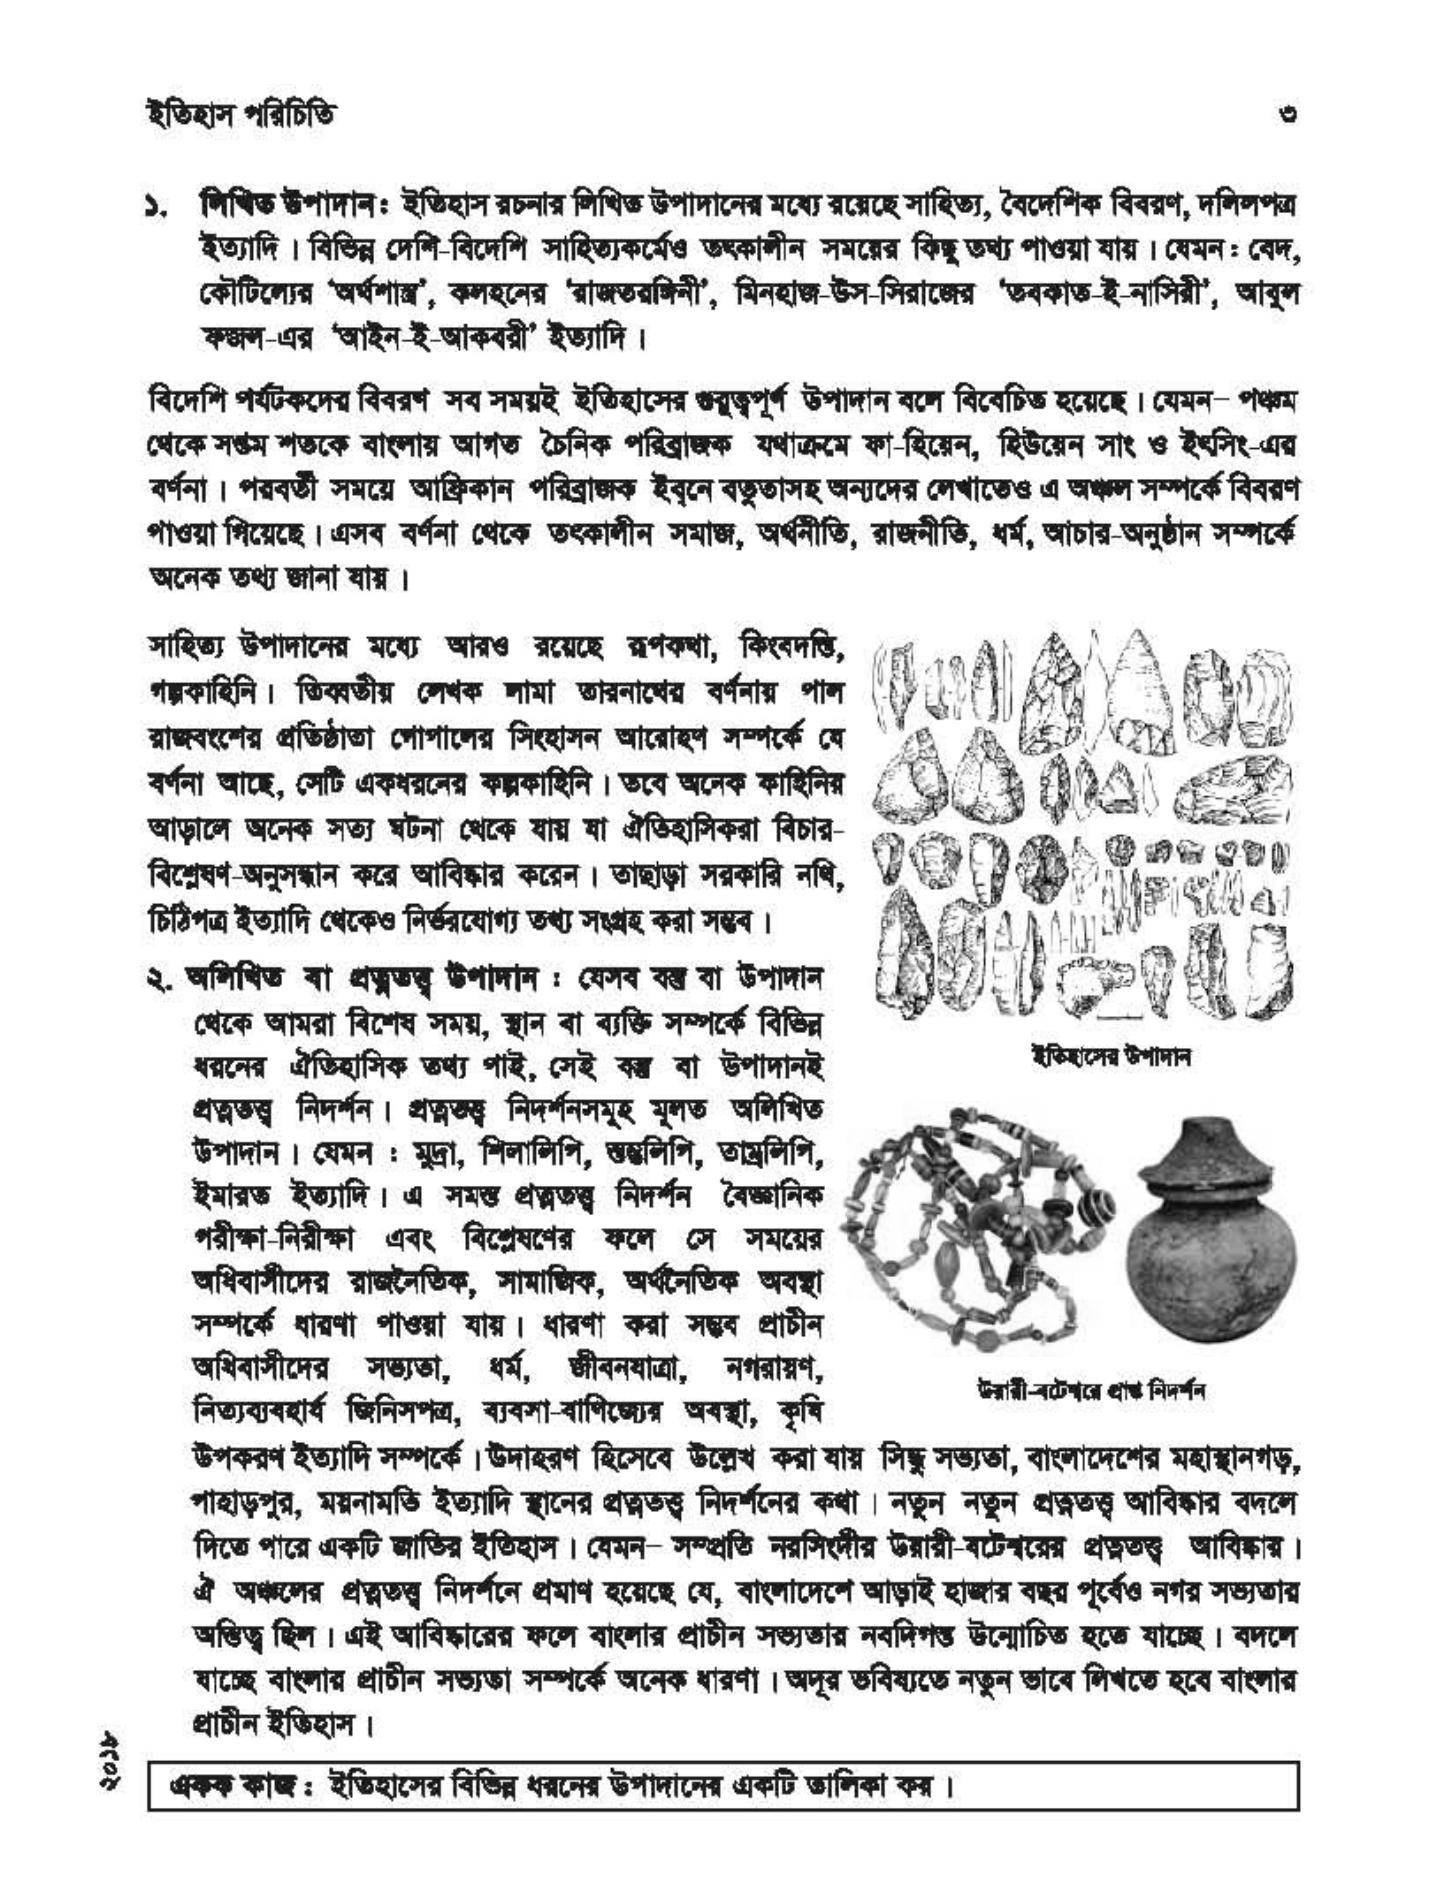 ইতিহাস পরিচিতি ৩
১. লিখিত উপাদান: ইতিহাস রচনার লিখিত উপাদানের মধ্যে রয়েছে সাহিত্য, বৈদেশিক বিবরণ, দলিলপত্র
ইত্যাদি। বিভিন্ন দেশি-বিদেশি সাহিত্যকর্মেও তৎকালীন সময়ের কিছু তথ্য পাওয়া যায়। যেমন: বেদ,
কৌটিল্যের ‘অর্থশাস্ত্র’, কলহনের ‘রাজতরঙ্গিনী’, মিনহাজ-উস-সিরাজের ‘তবকাত-ই-নাসিরী’, আবুল
ফজল-এর ‘আইন-ই-আকবরী’ ইত্যাদি।
বিদেশি পর্যটকদের বিবরণ সব সময়ই ইতিহাসের গুরুত্বপূর্ণ উপাদান বলে বিবেচিত হয়েছে। যেমন– পঞ্চম
থেকে সপ্তম শতকে বাংলায় আগত চৈনিক পরিব্রাজক যথাক্রমে ফা-হিয়েন, হিউয়েন সাং ও ইৎসিং-এর
বর্ণনা। পরবর্তী সময়ে আফ্রিকান পরিব্রাজক ইবনে বতুতাসহ অন্যদের লেখাতেও এ অঞ্চল সম্পর্কে বিবরণ
পাওয়া গিয়েছে। এসব বর্ণনা থেকে তৎকালীন সমাজ, অর্থনীতি, রাজনীতি, ধর্ম, আচার-অনুষ্ঠান সম্পর্কে
অনেক তথ্য জানা যায়।
সাহিত্য উপাদানের মধ্যে আরও রয়েছে রূপকথা, কিংবদন্তি,
গল্পকাহিনি। তিব্বতীয় লেখক লামা তারনাথের বর্ণনায় পাল
রাজবংশের প্রতিষ্ঠাতা গোপালের সিংহাসন আরোহণ সম্পর্কে যে
বর্ণনা আছে, সেটি একধরনের কল্পকাহিনি। তবে অনেক কাহিনির
আড়ালে অনেক সত্য ঘটনা থেকে যায় যা ঐতিহাসিকরা বিচার-
বিশ্লেষণ-অনুসন্ধান করে আবিষ্কার করেন। তাছাড়া সরকারি নথি,
চিঠিপত্র ইত্যাদি থেকেও নির্ভরযোগ্য তথ্য সংগ্রহ করা সম্ভব।
ইতিহাসের উপাদান
২. অলিখিত বা প্রত্নতত্ত্ব উপাদান : যেসব বস্তু বা উপাদান
থেকে আমরা বিশেষ সময়, স্থান বা ব্যক্তি সম্পর্কে বিভিন্ন
ধরনের ঐতিহাসিক তথ্য পাই, সেই বস্তু বা উপাদানই
প্রত্নতত্ত্ব নিদর্শন। প্রত্নতত্ত্ব নিদর্শনসমূহ মূলত অলিখিত
উপাদান। যেমন : মুদ্রা, শিলালিপি, স্তম্ভলিপি, তাম্রলিপি,
ইমারত ইত্যাদি। এ সমস্ত প্রত্নতত্ত্ব নিদর্শন বৈজ্ঞানিক
পরীক্ষা-নিরীক্ষা এবং বিশ্লেষণের ফলে সে সময়ের
অধিবাসীদের রাজনৈতিক, সামাজিক, অর্থনৈতিক অবস্থা
সম্পর্কে ধারণা পাওয়া যায়। ধারণা করা সম্ভব প্রাচীন
অধিবাসীদের সভ্যতা, ধর্ম, জীবনযাত্রা, নগরায়ণ,
নিত্যব্যবহার্য জিনিসপত্র, ব্যবসা-বাণিজ্যের অবস্থা, কৃষি
উয়ারী-বটেশ্বরে প্রাপ্ত নিদর্শন
উপকরণ ইত্যাদি সম্পর্কে। উদাহরণ হিসেবে উল্লেখ করা যায় সিন্ধু সভ্যতা, বাংলাদেশের মহাস্থানগড়,
পাহাড়পুর, ময়নামতি ইত্যাদি স্থানের প্রত্নতত্ত্ব নিদর্শনের কথা। নতুন নতুন প্রত্নতত্ত্ব আবিষ্কার বদলে
দিতে পারে একটি জাতির ইতিহাস। যেমন– সম্প্রতি নরসিংদীর উয়ারী-বটেশ্বরের প্রত্নতত্ত্ব আবিষ্কার।
ঐ অঞ্চলের প্রত্নতত্ত্ব নিদর্শনে প্রমাণ হয়েছে যে, বাংলাদেশে আড়াই হাজার বছর পূর্বেও নগর সভ্যতার
অস্তিত্ব ছিল। এই আবিষ্কারের ফলে বাংলার প্রাচীন সভ্যতার নবদিগন্ত উন্মোচিত হতে যাচ্ছে। বদলে
যাচ্ছে বাংলার প্রাচীন সভ্যতা সম্পর্কে অনেক ধারণা। অদূর ভবিষ্যতে নতুন ভাবে লিখতে হবে বাংলার
প্রাচীন ইতিহাস।
২০১৮
একক কাজ : ইতিহাসের বিভিন্ন ধরনের উপাদানের একটি তালিকা কর।